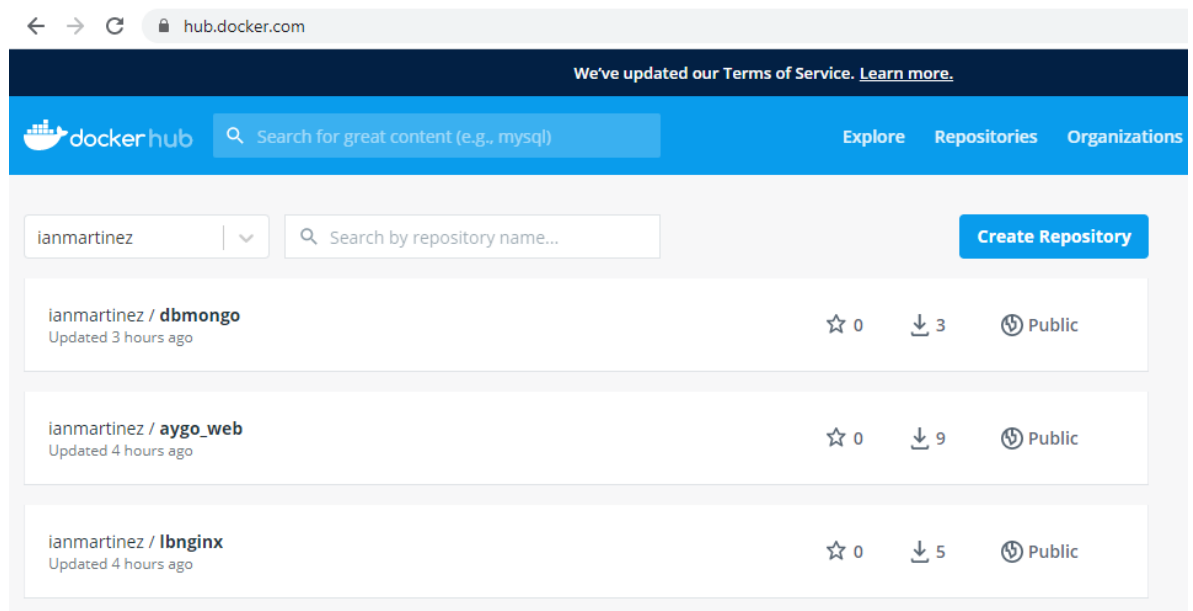 hub.docker.com
We've updated our Terms of Service. Learn more.
dockerhub Search for great content (e.g., mysql) Explore Repositories Organizations
ianmartinez Search by repository name... Create Repository
ianmartinez / dbmongo 0 3 Public
Updated 3 hours ago
ianmartinez / aygo_web 0 9 Public
Updated 4 hours ago
ianmartinez / lbnginx 0 5 Public
Updated 4 hours ago